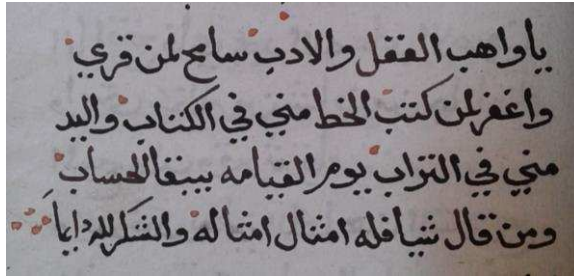 يا واهب العقل والادب سامح لمن قري
واغفر لمن كتب الخط مني في الكتاب واليد
مني في التراب يوم القيامه يبقا الحساب
ومن قال شيا فله امثال امثاله والشكر لله دايما